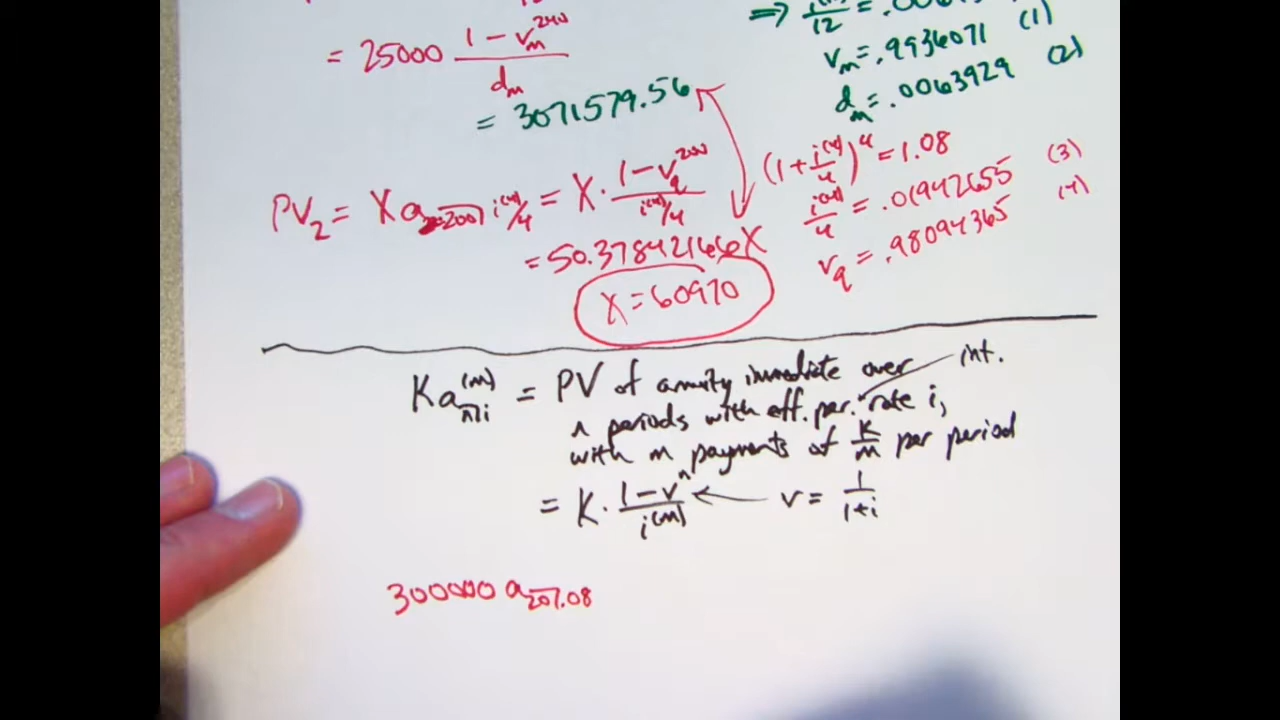 ⇒ i^(m)/12 = .006
= 25000 (1 - v_m^240)/d_m
v_m = .9936071 (1)
d_m = .0063929 (2)
= 3071579.56
(1 + i^(4)/4)^4 = 1.08
PV_2 = X a_200⌉ i^(4)/4 = X · (1 - v_q^200)/(i^(4)/4)
i^(4)/4 = .01942655 (3)
= 50.37842166X
v_q = .98094365 (4)
X = 60970
K a^(m)_n⌉i = PV of annuity immediate over int.
n periods with eff. per. rate i,
with m payments of K/m per period
= K · (1 - v^n)/i^(m) ← v = 1/(1+i)
300000 a_20⌉.08